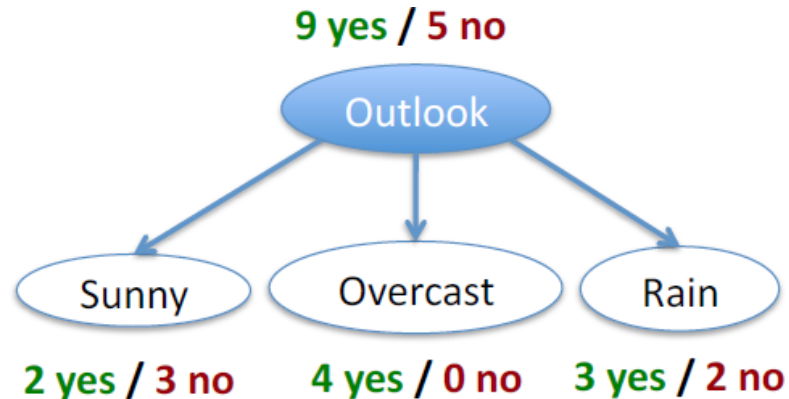 9 yes / 5 no
Outlook
Sunny
Overcast
Rain
2 yes / 3 no
4 yes / 0 no
3 yes / 2 no